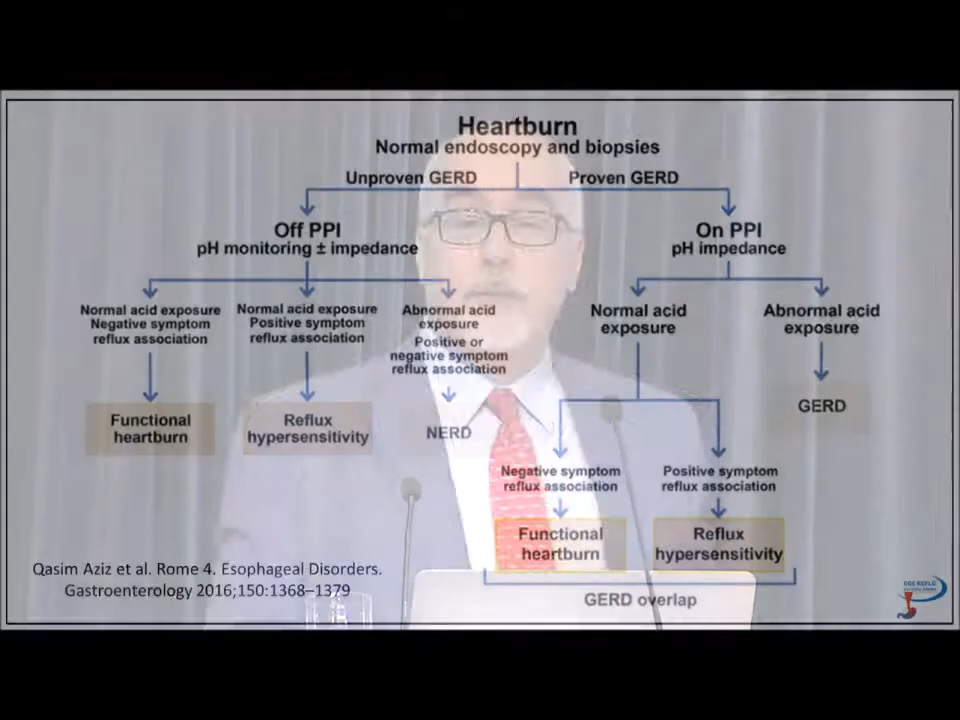 Heartburn
Normal endoscopy and biopsies
Unproven GERD
Proven GERD
Off PPI
pH monitoring ± impedance
On PPI
pH impedance
Normal acid exposure
Negative symptom
reflux association
Normal acid exposure
Positive symptom
reflux association
Abnormal acid
exposure
Positive or
negative symptom
reflux association
Normal acid
exposure
Abnormal acid
exposure
Functional
heartburn
Reflux
hypersensitivity
NERD
GERD
Negative symptom
reflux association
Positive symptom
reflux association
Functional
heartburn
Reflux
hypersensitivity
GERD overlap
Qasim Aziz et al. Rome 4. Esophageal Disorders.
Gastroenterology 2016;150:1368–1379